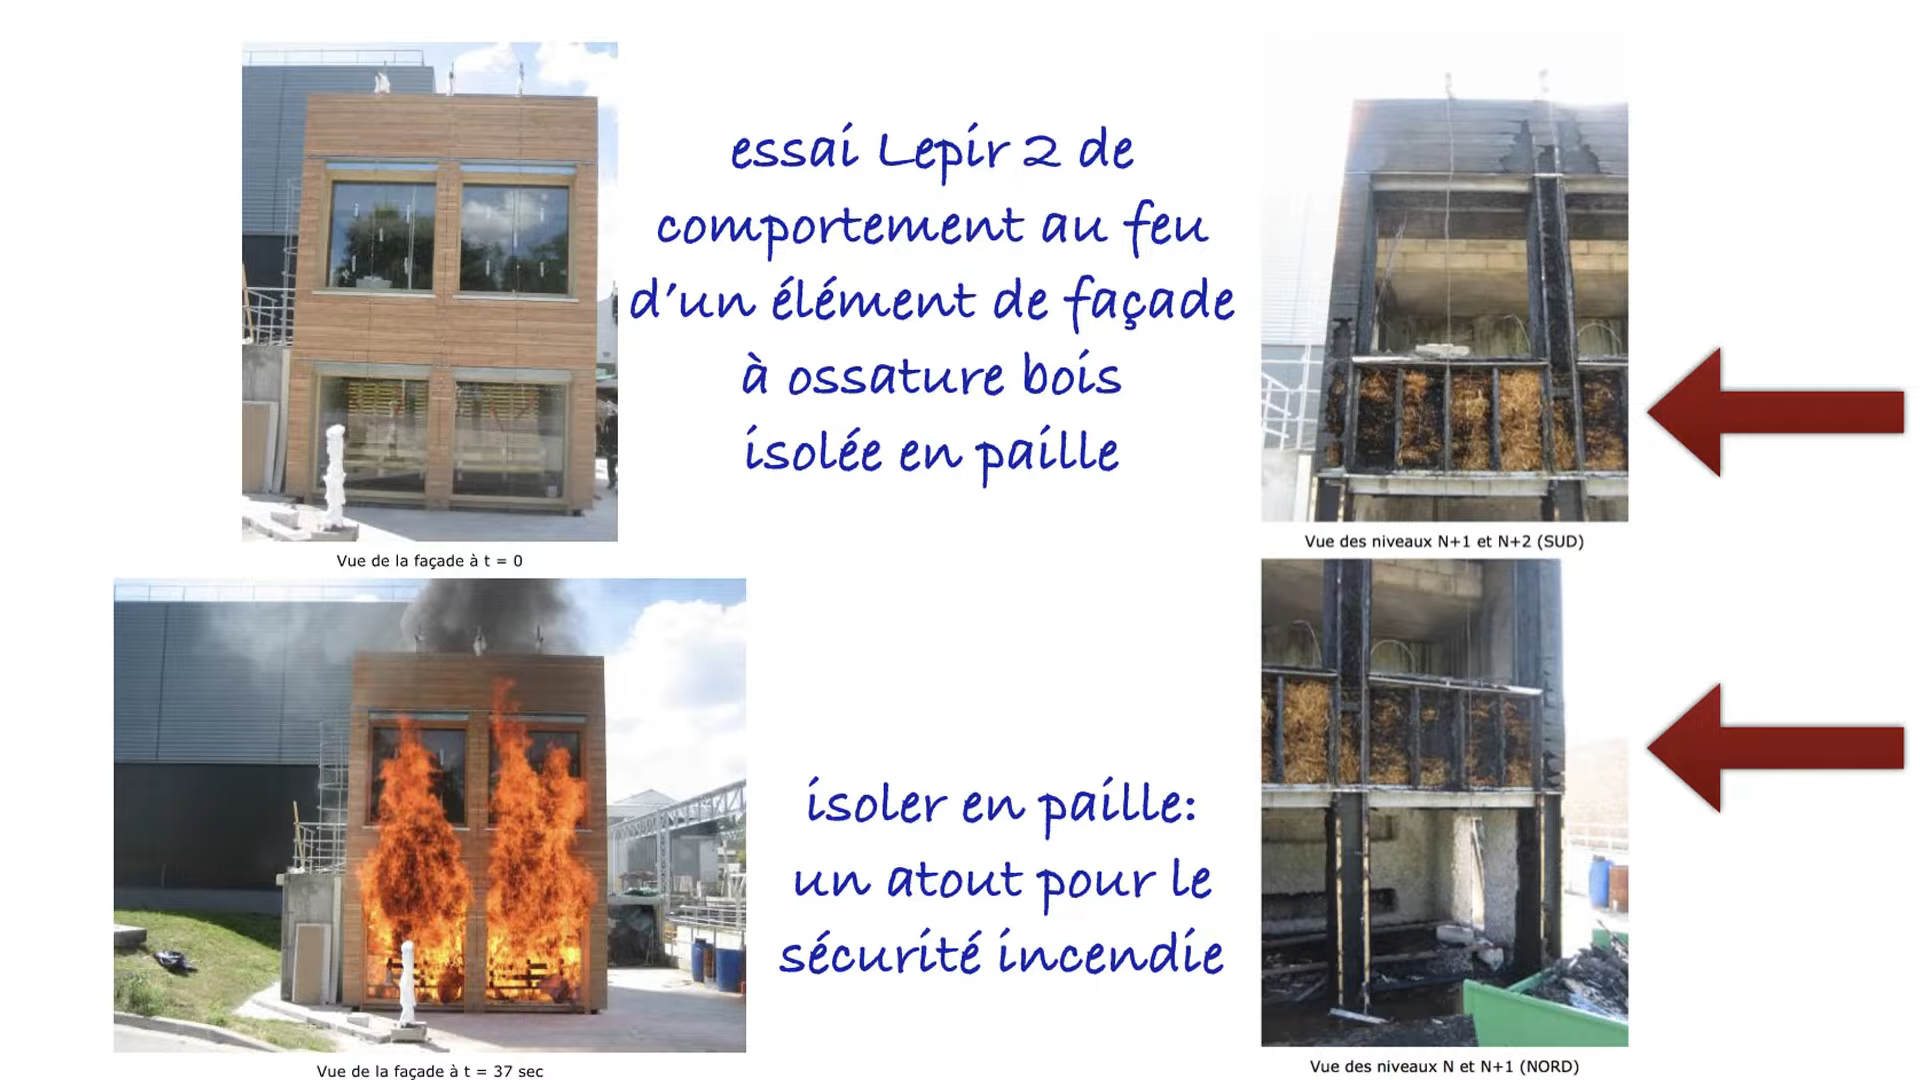 essai Lepir 2 de
comportement au feu
d'un élément de façade
à ossature bois
isolée en paille
Vue de la façade à t = 0
Vue des niveaux N+1 et N+2 (SUD)
isoler en paille:
un atout pour le
sécurité incendie
Vue de la façade à t = 37 sec
Vue des niveaux N et N+1 (NORD)